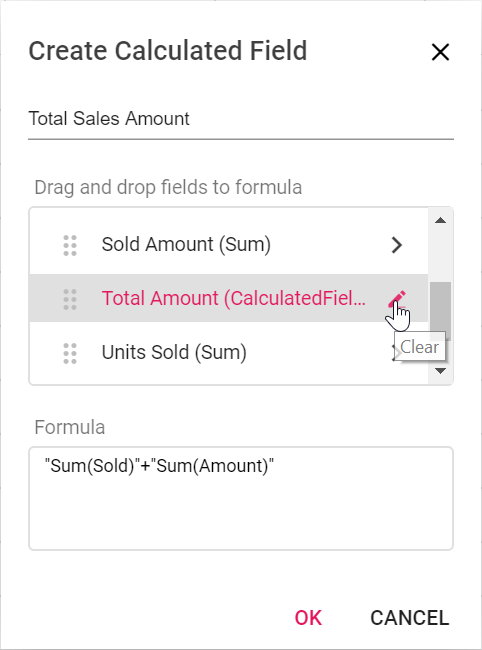 Create Calculated Field
Total Sales Amount
Drag and drop fields to formula
Sold Amount (Sum)
Total Amount (CalculatedFiel...
Units Sold (Sum)
Clear
Formula
"Sum(Sold)"+"Sum(Amount)"
OK CANCEL